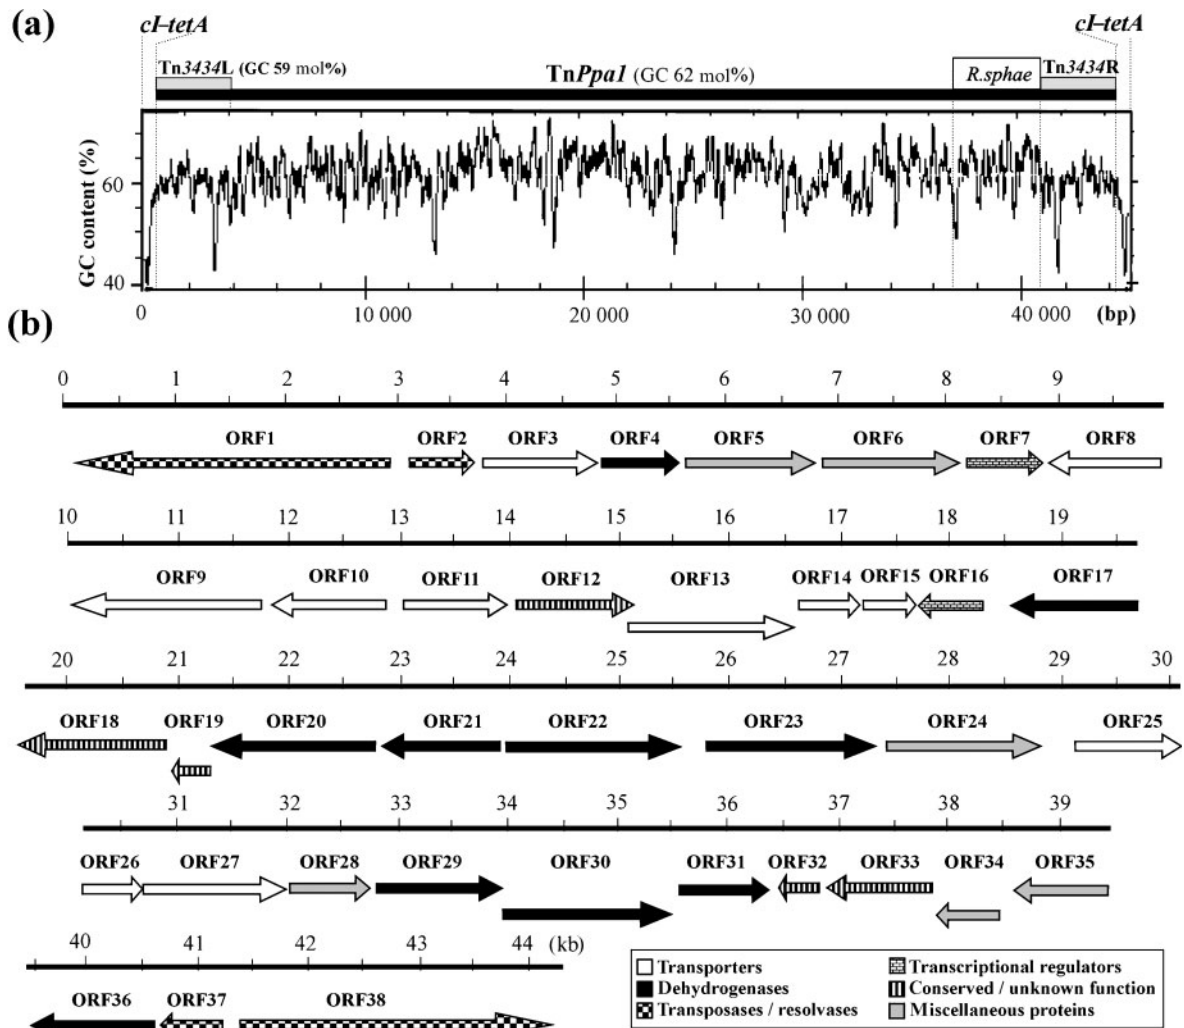 (a)
cI–tetA cI–tetA
Tn3434L (GC 59 mol%) TnPpa1 (GC 62 mol%) R.sphae Tn3434R
GC content (%)
60
40
0 10 000 20 000 30 000 40 000 (bp)
(b)
0 1 2 3 4 5 6 7 8 9
ORF1 ORF2 ORF3 ORF4 ORF5 ORF6 ORF7 ORF8
10 11 12 13 14 15 16 17 18 19
ORF9 ORF10 ORF11 ORF12 ORF13 ORF14 ORF15 ORF16 ORF17
20 21 22 23 24 25 26 27 28 29 30
ORF18 ORF19 ORF20 ORF21 ORF22 ORF23 ORF24 ORF25
31 32 33 34 35 36 37 38 39
ORF26 ORF27 ORF28 ORF29 ORF30 ORF31 ORF32 ORF33 ORF34 ORF35
40 41 42 43 44 (kb)
ORF36 ORF37 ORF38
Transporters
Dehydrogenases
Transposases / resolvases
Transcriptional regulators
Conserved / unknown function
Miscellaneous proteins